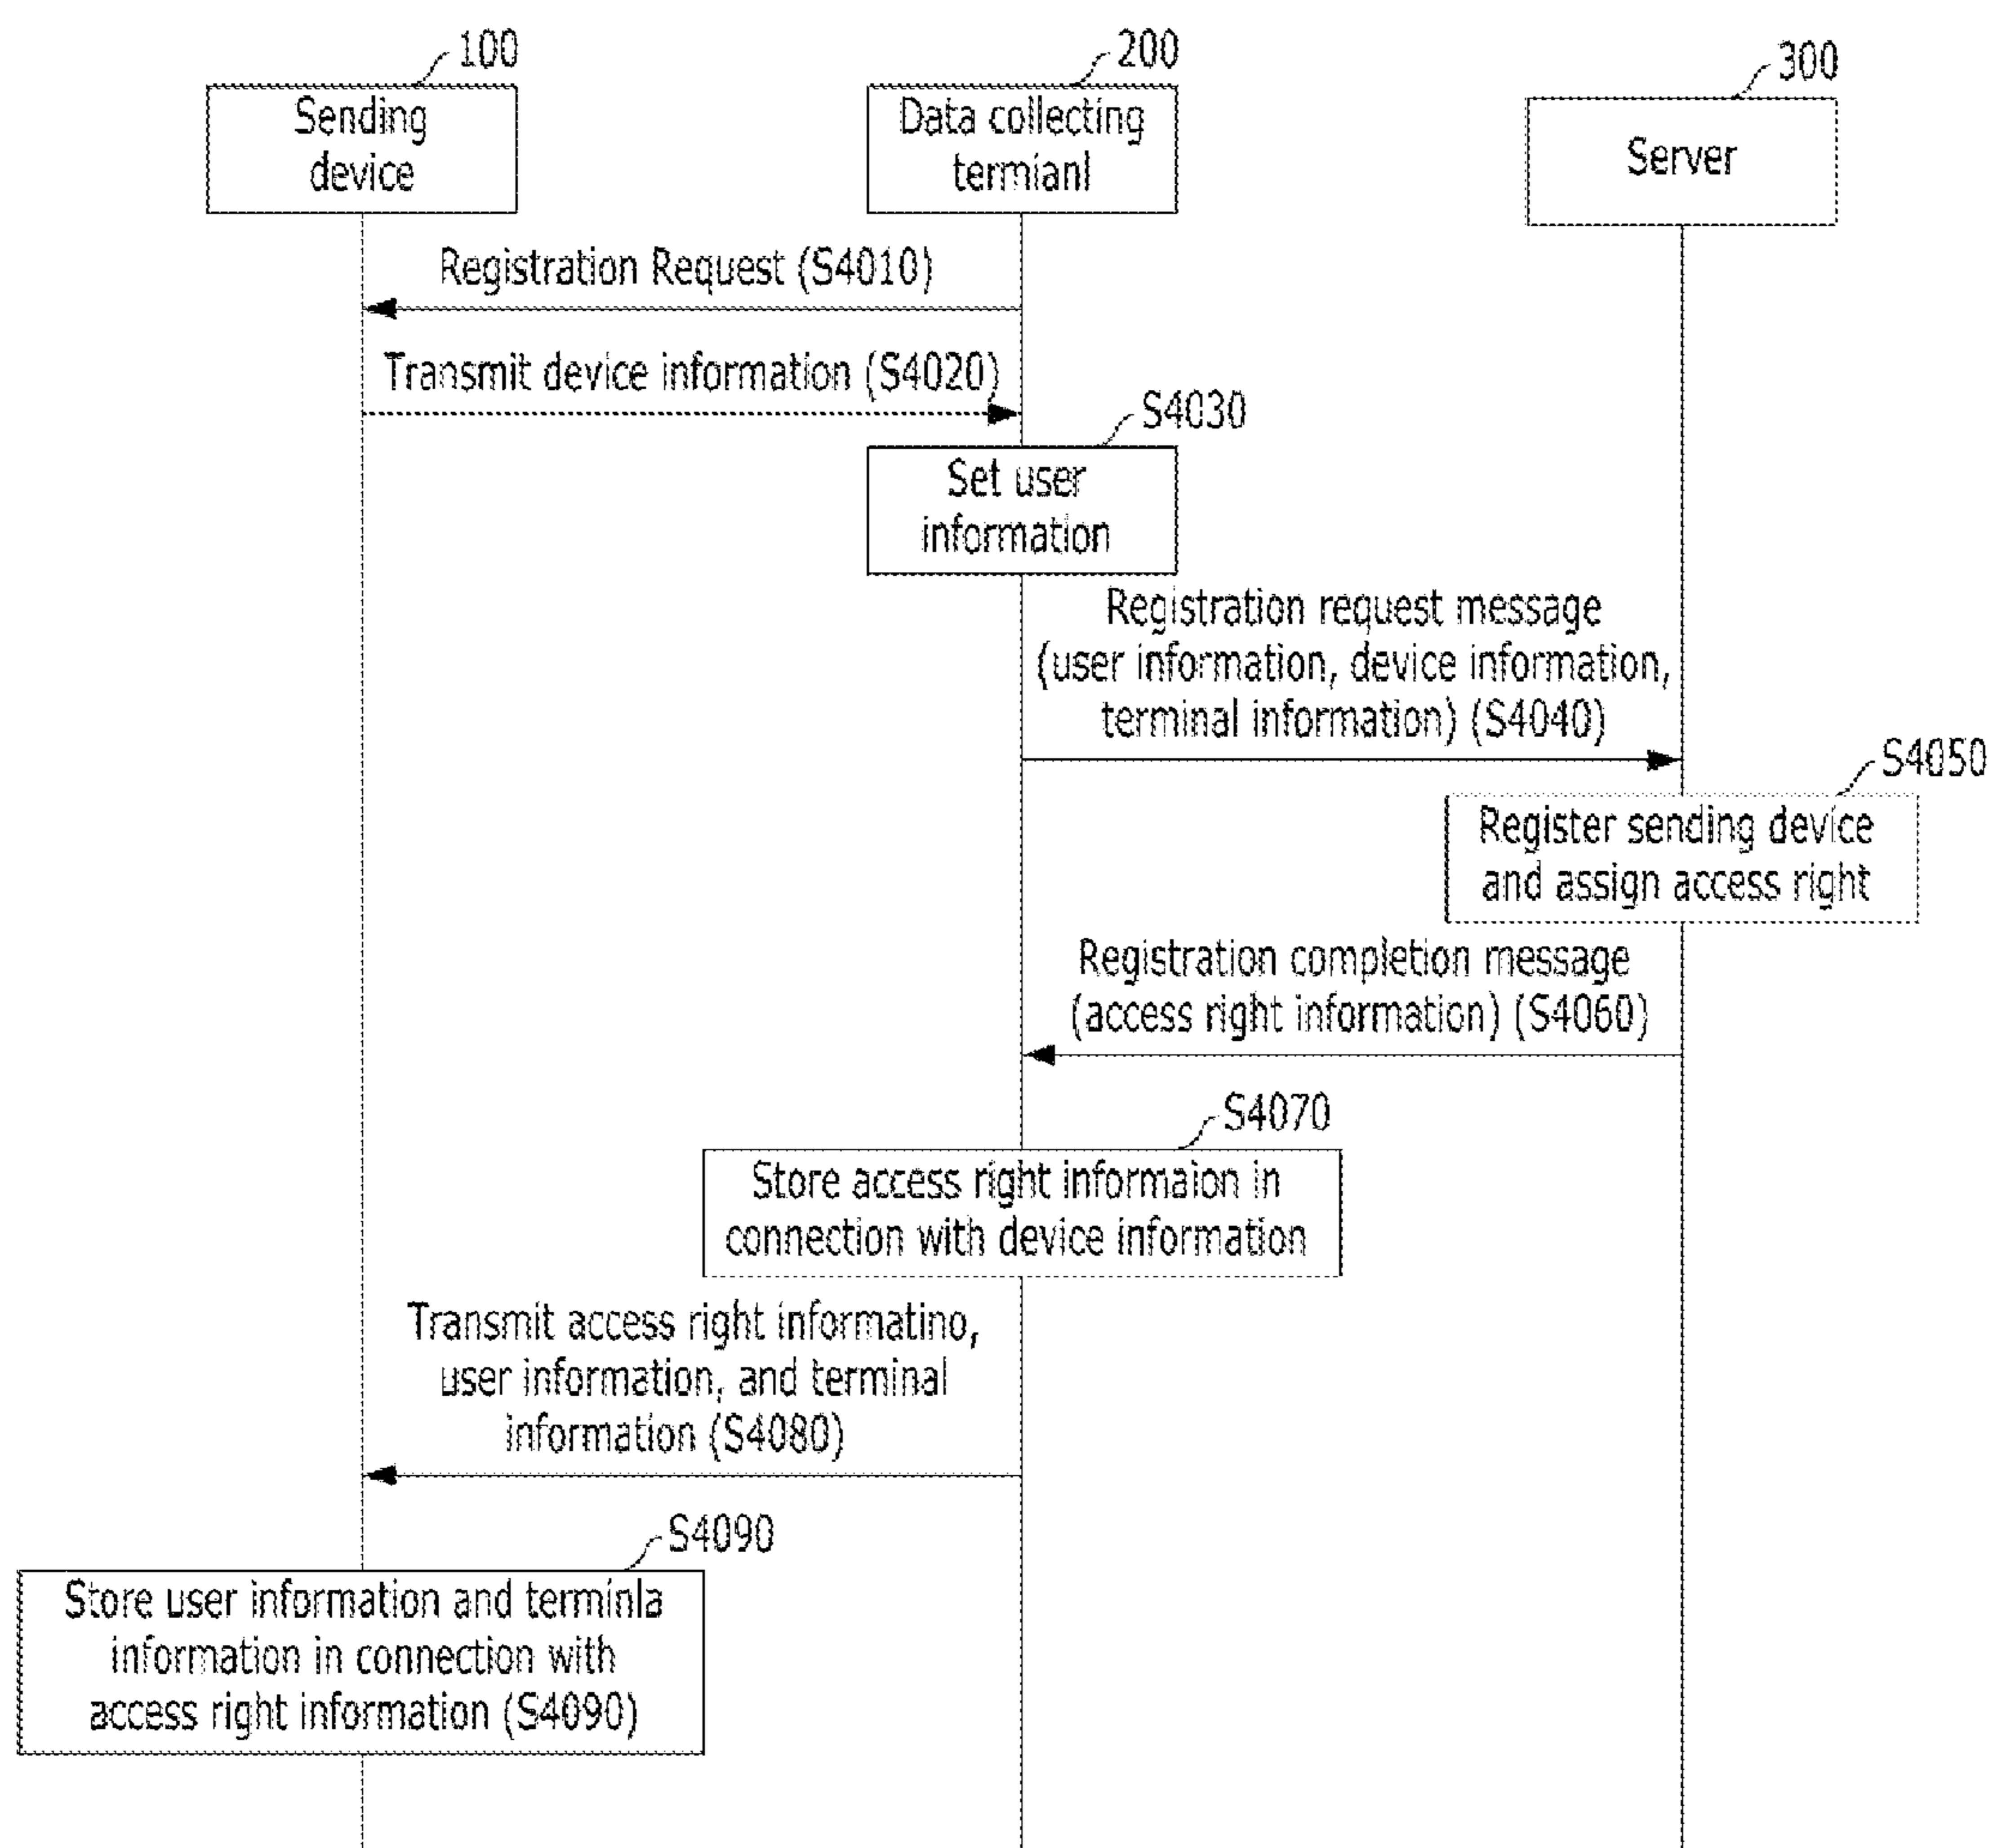 100
200
300
Sending
device
Data collecting
termianl
Server
Registration Request (S4010)
Transmit device information (S4020)
S4030
Set user
information
Registration request message
(user information, device information,
terminal information) (S4040)
S4050
Register sending device
and assign access right
Registration completion message
(access right information) (S4060)
S4070
Store access right informaion in
connection with device information
Transmit access right informatino,
user information, and terminal
information (S4080)
S4090
Store user information and terminla
information in connection with
access right information (S4090)